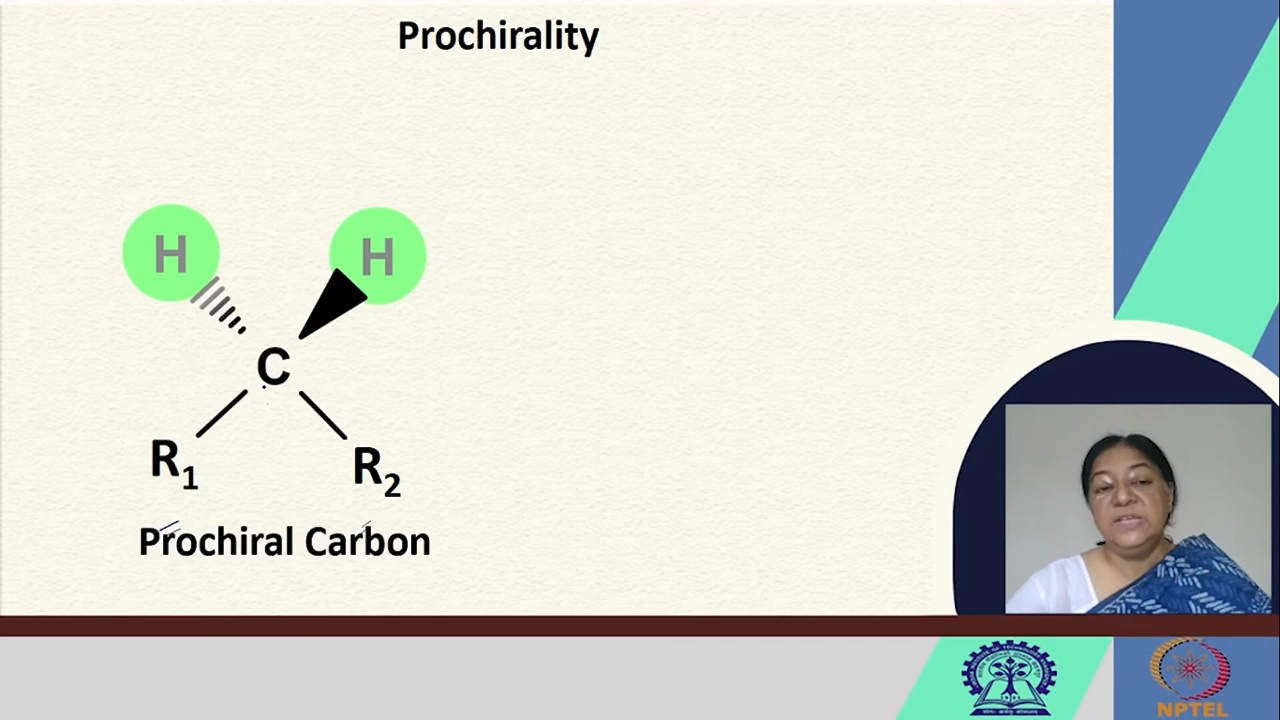 Prochirality
H H
C
R₁ R₂
Prochiral Carbon
NPTEL